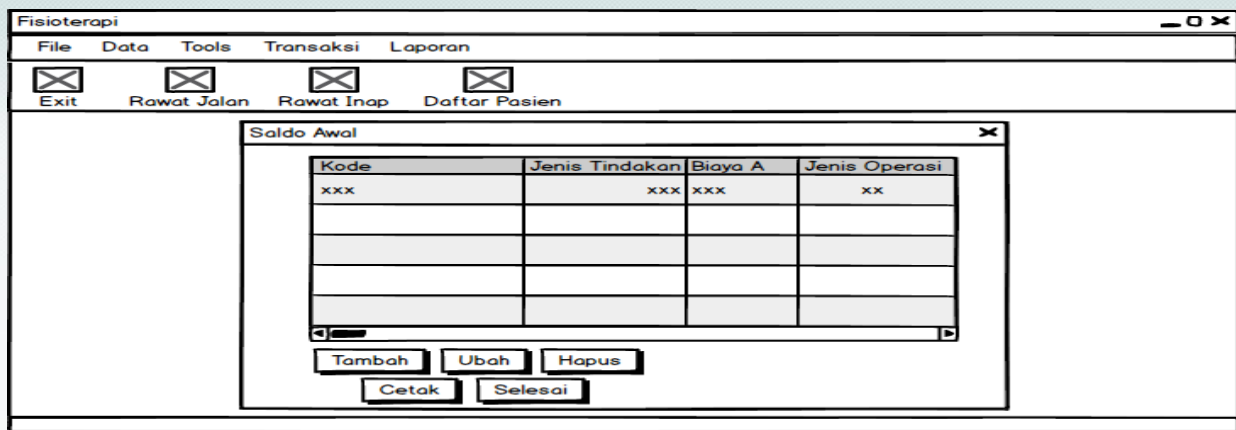 Fisioterapi
File Data Tools Transaksi Laporan
Exit Rawat Jalan Rawat Inap Daftar Pasien
Saldo Awal
Kode Jenis Tindakan Biaya A Jenis Operasi
xxx xxx xxx xx
Tambah Ubah Hapus
Cetak Selesai